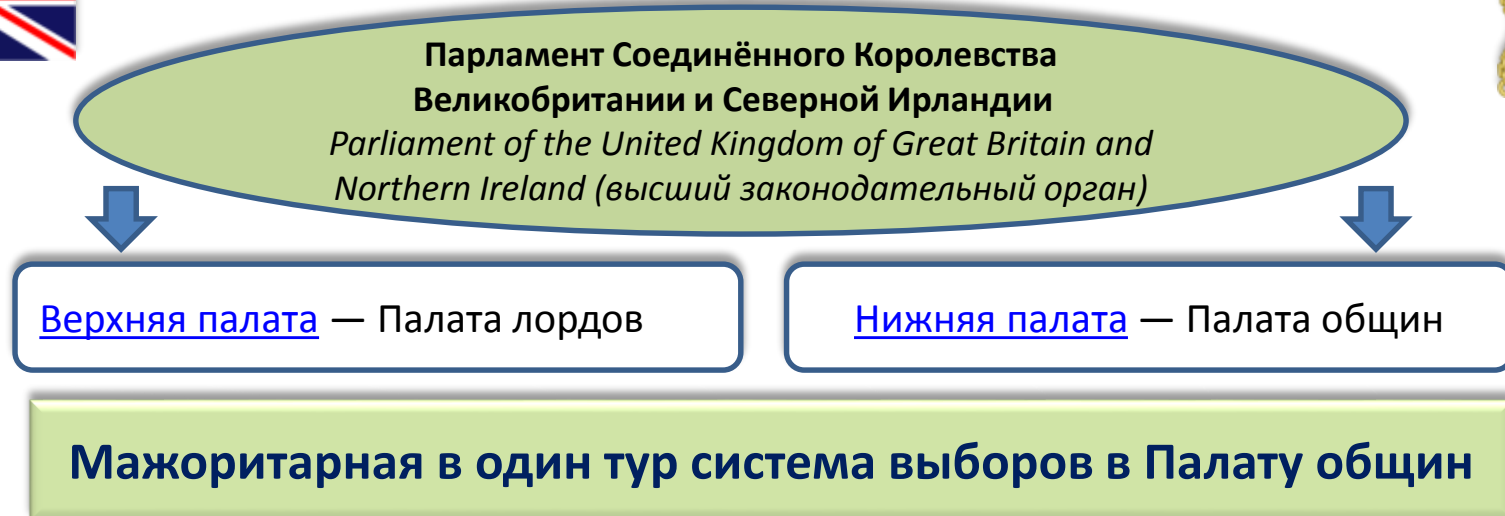 Парламент Соединённого Королевства
Великобритании и Северной Ирландии
Parliament of the United Kingdom of Great Britain and
Northern Ireland (высший законодательный орган)
Верхняя палата — Палата лордов
Нижняя палата — Палата общин
Мажоритарная в один тур система выборов в Палату общин